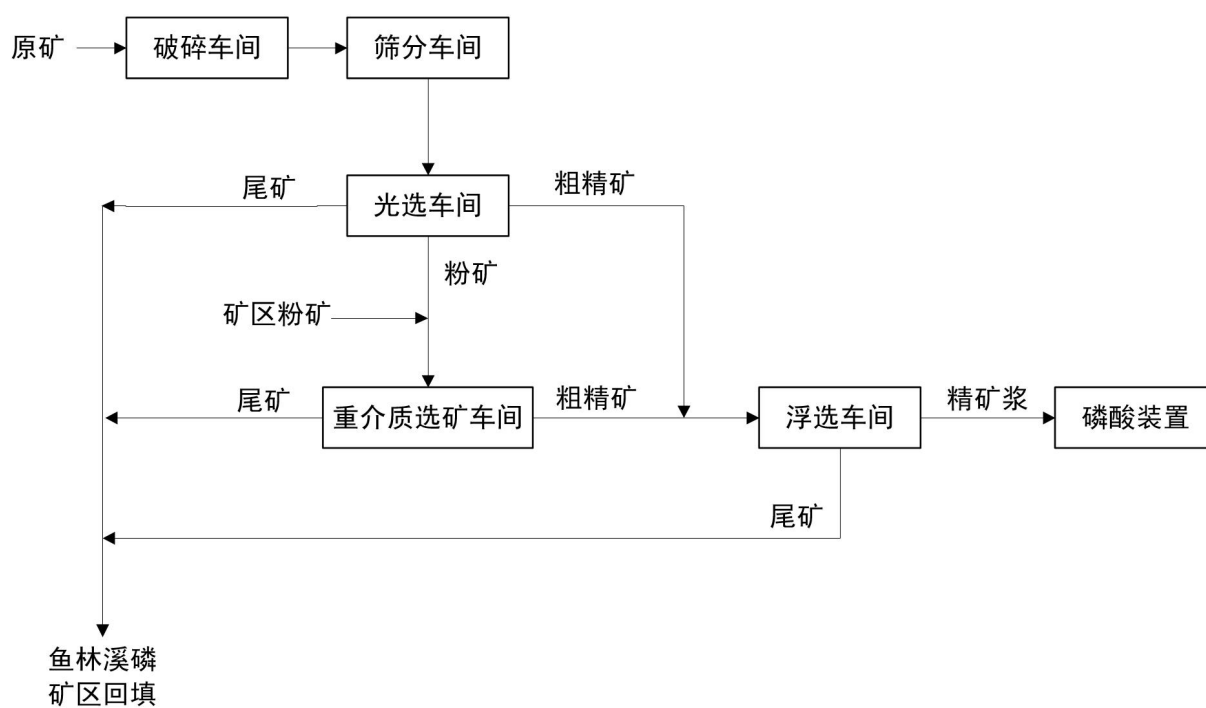 原矿
破碎车间
筛分车间
尾矿
光选车间
粗精矿
粉矿
矿区粉矿
尾矿
重介质选矿车间
粗精矿
浮选车间
精矿浆
磷酸装置
尾矿
鱼林溪磷
矿区回填